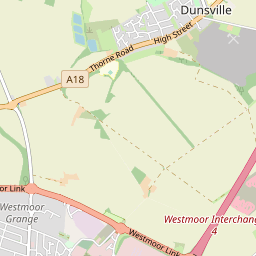 Dunsville
High Street
Thorne Road
A18
or Link
Westmoor
Grange
Westmoor Link
Westmoor Interchang
4